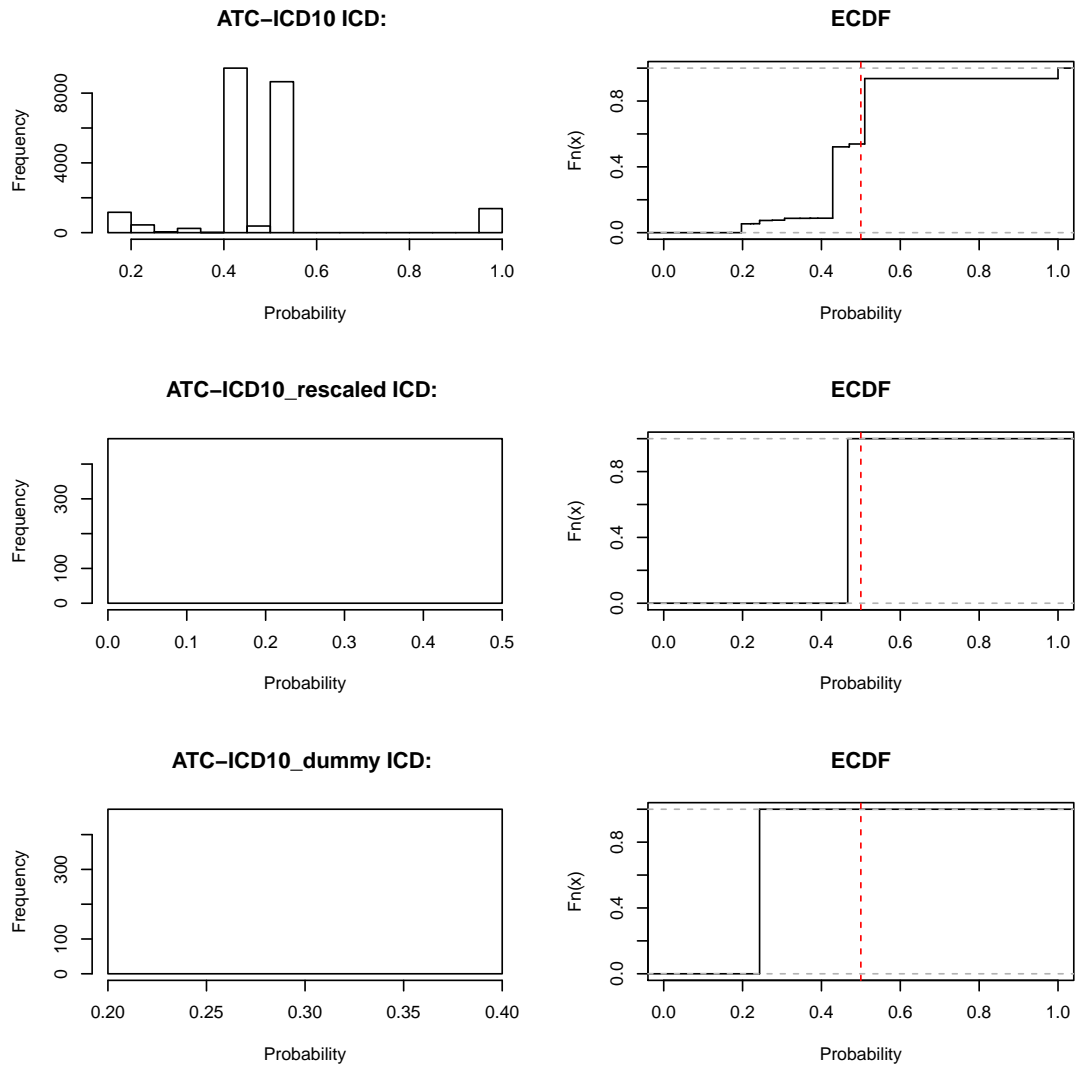 ATC−ICD10 ICD:
Frequency
8000
4000
0
0.2 0.4 0.6 0.8 1.0
Probability
ECDF
Fn(x)
0.8
0.4
0.0
0.0 0.2 0.4 0.6 0.8 1.0
Probability
ATC−ICD10_rescaled ICD:
Frequency
300
100
0
0.0 0.1 0.2 0.3 0.4 0.5
Probability
ECDF
Fn(x)
0.8
0.4
0.0
0.0 0.2 0.4 0.6 0.8 1.0
Probability
ATC−ICD10_dummy ICD:
Frequency
300
100
0
0.20 0.25 0.30 0.35 0.40
Probability
ECDF
Fn(x)
0.8
0.4
0.0
0.0 0.2 0.4 0.6 0.8 1.0
Probability